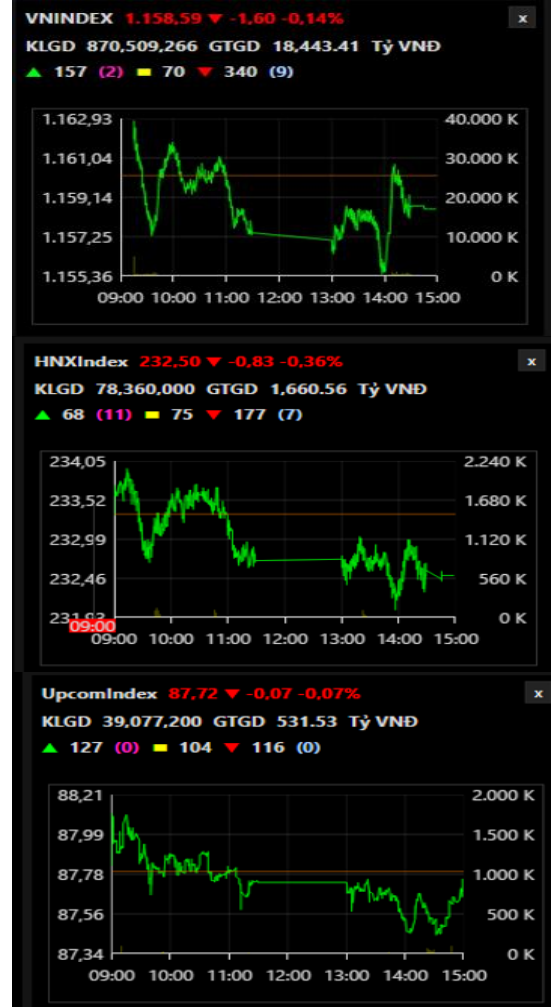 VNINDEX 1.158,59 ▼ -1,60 -0,14% x
KLGD 870,509,266 GTGD 18,443.41 Tỷ VNĐ
▲ 157 (2) ■ 70 ▼ 340 (9)
1.162,93 40.000 K
1.161,04 30.000 K
1.159,14 20.000 K
1.157,25 10.000 K
1.155,36 0 K
09:00 10:00 11:00 12:00 13:00 14:00 15:00
HNXIndex 232,50 ▼ -0,83 -0,36% x
KLGD 78,360,000 GTGD 1,660.56 Tỷ VNĐ
▲ 68 (11) ■ 75 ▼ 177 (7)
234,05 2.240 K
233,52 1.680 K
232,99 1.120 K
232,46 560 K
231,93 0 K
09:00
09:00 10:00 11:00 12:00 13:00 14:00 15:00
UpcomIndex 87,72 ▼ -0,07 -0,07% x
KLGD 39,077,200 GTGD 531.53 Tỷ VNĐ
▲ 127 (0) ■ 104 ▼ 116 (0)
88,21 2.000 K
87,99 1.500 K
87,78 1.000 K
87,56 500 K
87,34 0 K
09:00 10:00 11:00 12:00 13:00 14:00 15:00